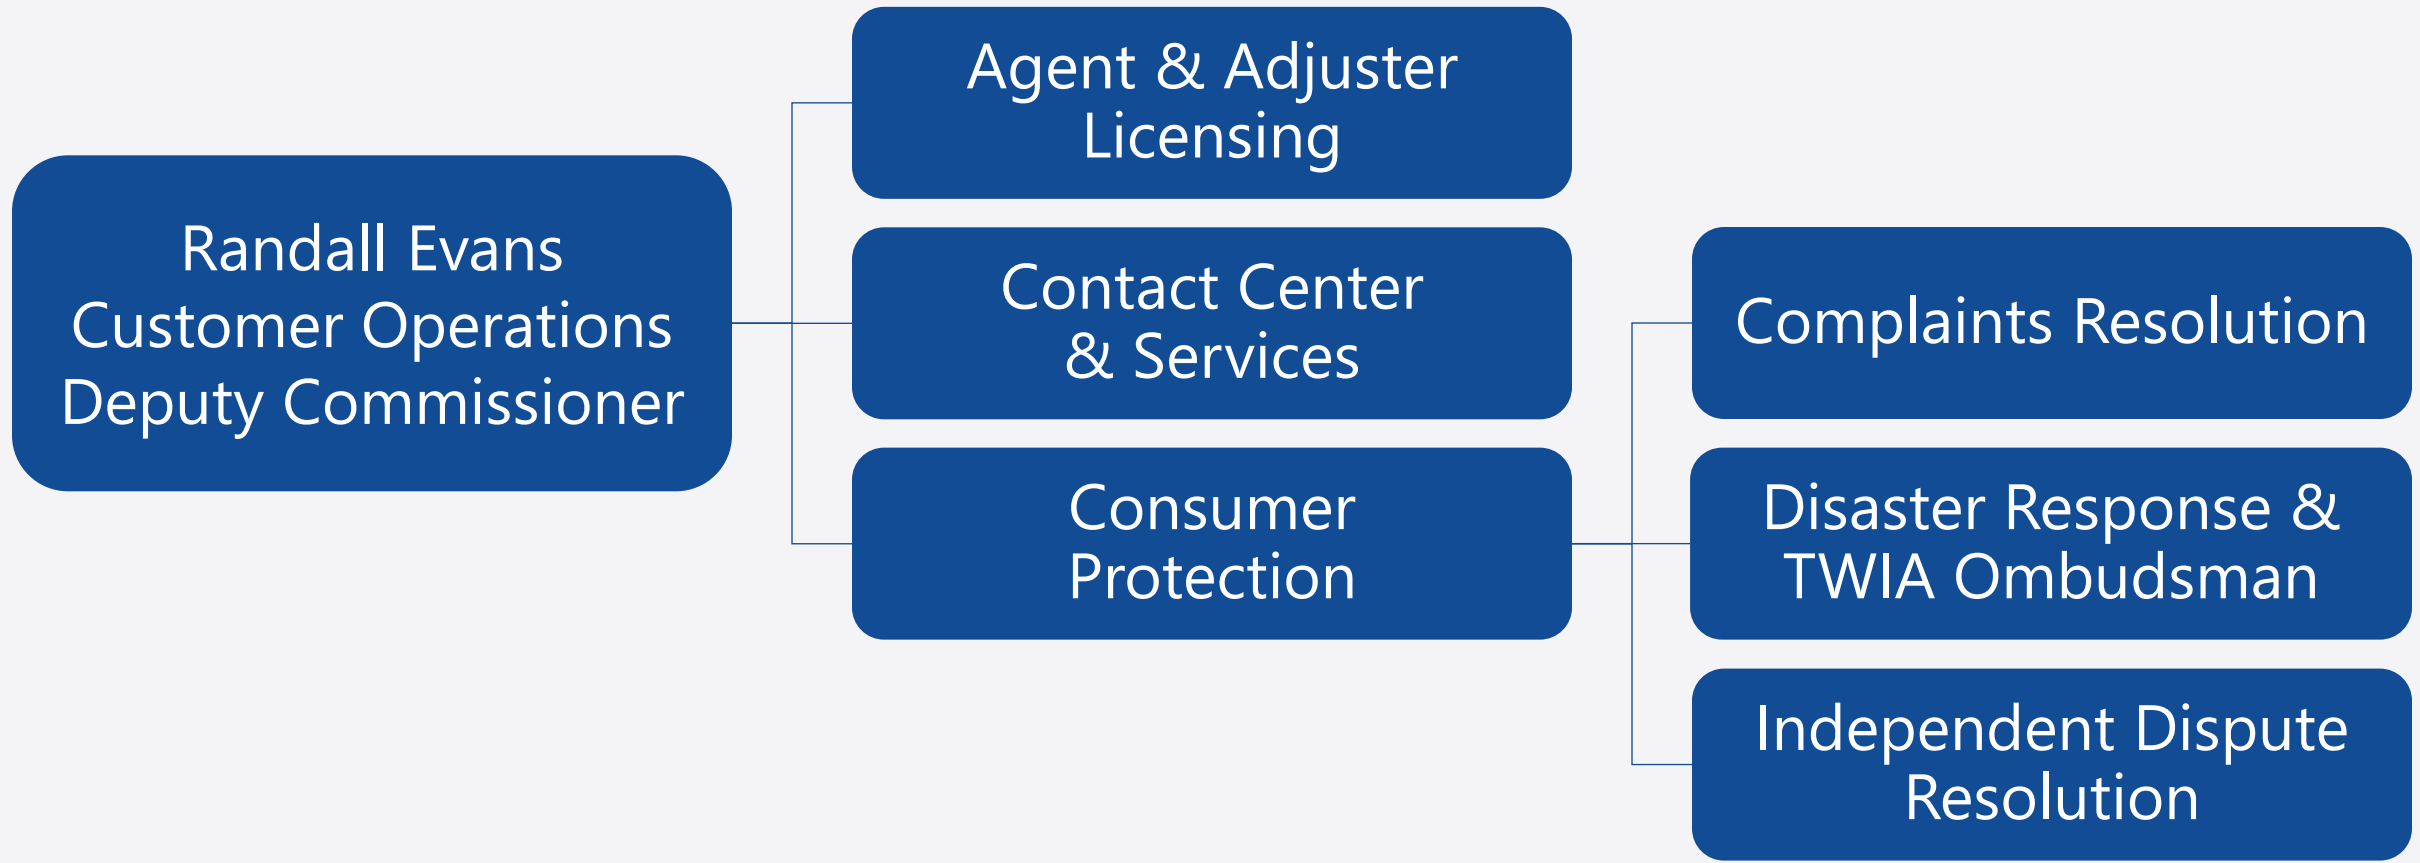 Randall Evans
Customer Operations
Deputy Commissioner
Agent & Adjuster
Licensing
Contact Center
& Services
Consumer
Protection
Complaints Resolution
Disaster Response &
TWIA Ombudsman
Independent Dispute
Resolution